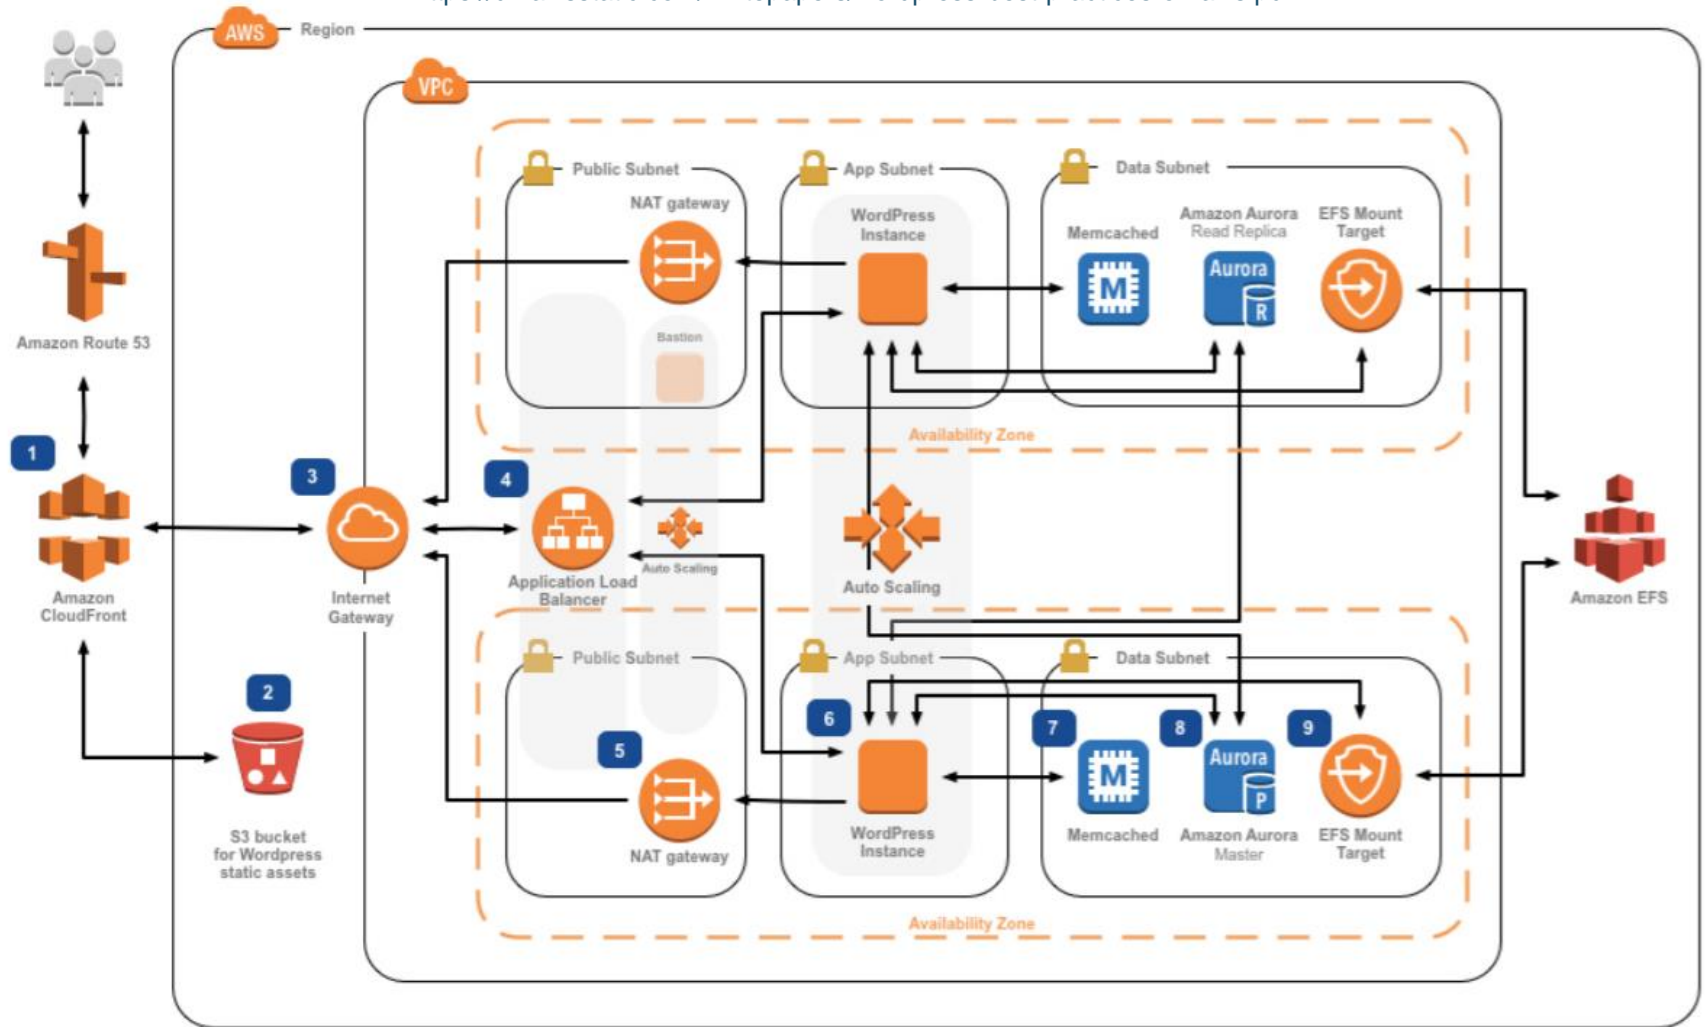 AWS
Region
VPC
Public Subnet
App Subnet
Data Subnet
NAT gateway
WordPress
Instance
Memcached
Amazon Aurora
Read Replica
EFS Mount
Target
Aurora
R
M
Bastion
Amazon Route 53
Availability Zone
1
3
4
Amazon
CloudFront
Internet
Gateway
Application Load
Balancer
Auto Scaling
Auto Scaling
Amazon EFS
Public Subnet
App Subnet
Data Subnet
2
5
6
7
8
9
M
Aurora
P
S3 bucket
for Wordpress
static assets
NAT gateway
WordPress
Instance
Memcached
Amazon Aurora
Master
EFS Mount
Target
Availability Zone